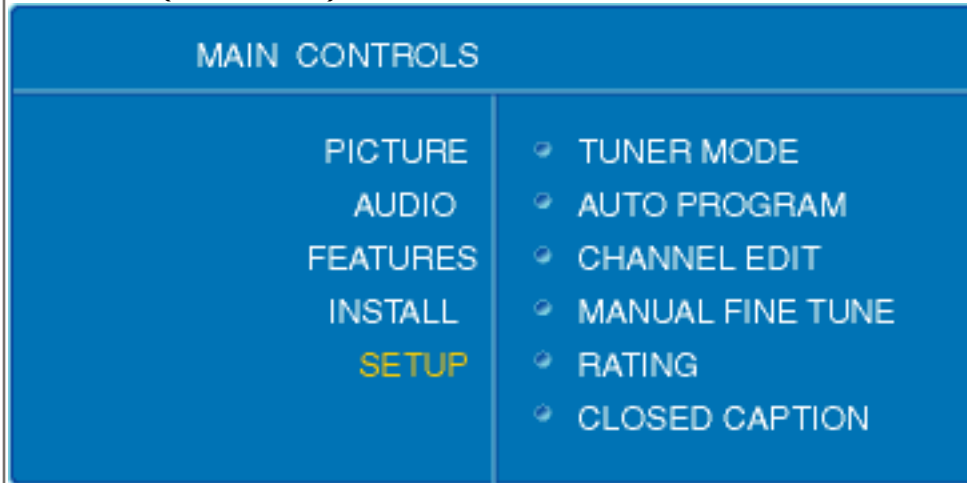 MAIN CONTROLS
PICTURE
AUDIO
FEATURES
INSTALL
SETUP
TUNER MODE
AUTO PROGRAM
CHANNEL EDIT
MANUAL FINE TUNE
RATING
CLOSED CAPTION